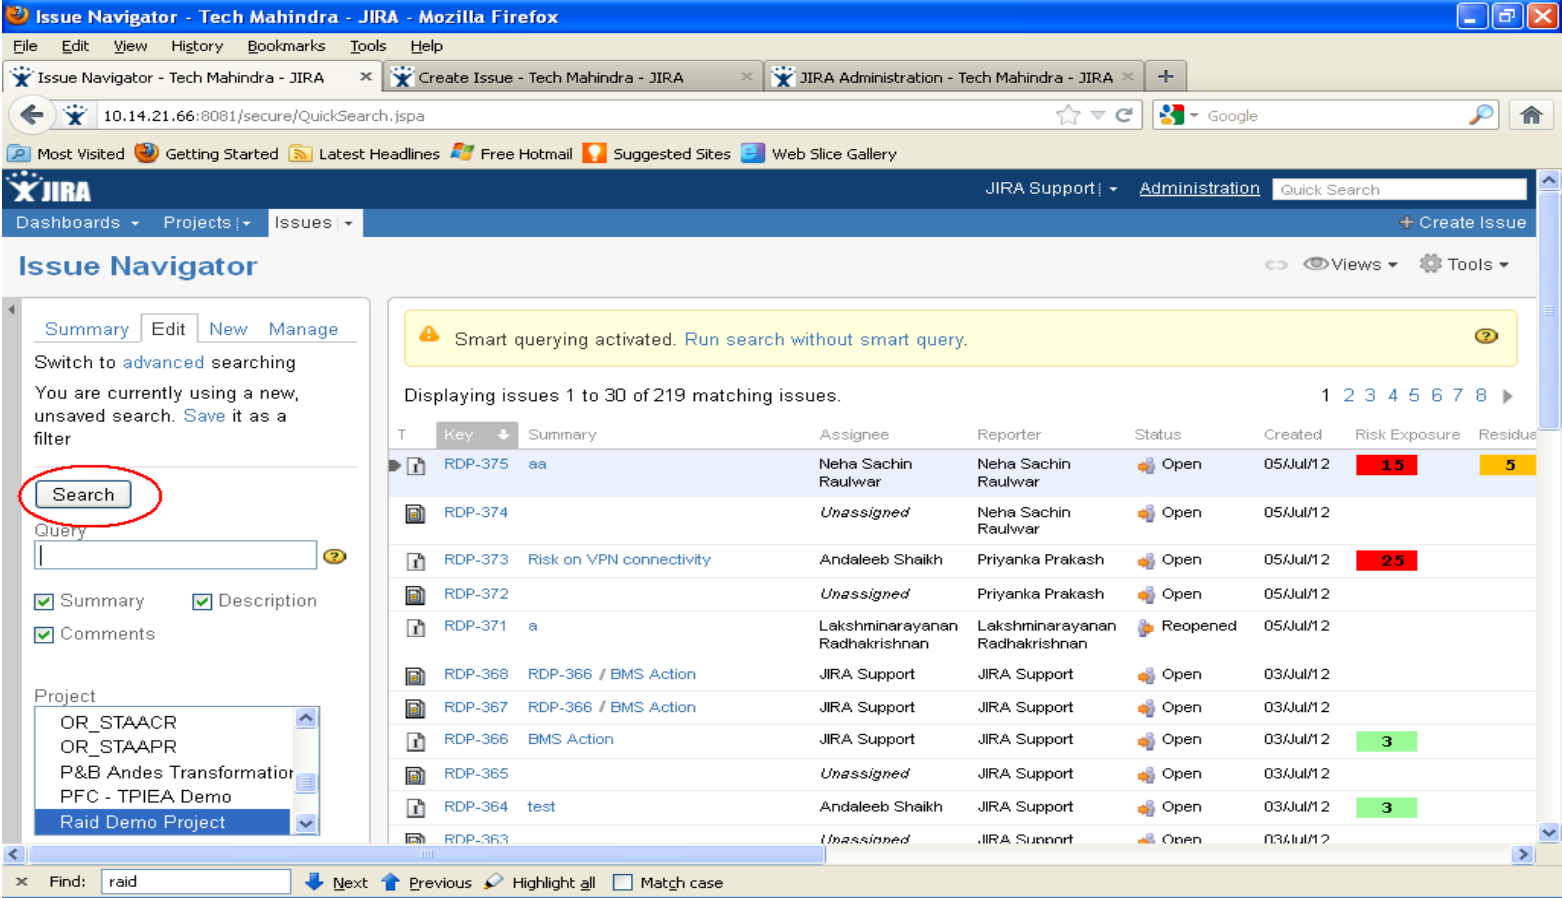 Issue Navigator - Tech Mahindra - JIRA - Mozilla Firefox
File Edit View History Bookmarks Tools Help
Issue Navigator - Tech Mahindra - JIRA × Create Issue - Tech Mahindra - JIRA × JIRA Administration - Tech Mahindra - JIRA × +
10.14.21.66:8081/secure/QuickSearch.jspa Google
Most Visited Getting Started Latest Headlines Free Hotmail Suggested Sites Web Slice Gallery
JIRA JIRA Support Administration Quick Search
Dashboards Projects Issues + Create Issue
Issue Navigator Views Tools
Summary Edit New Manage
Switch to advanced searching
You are currently using a new,
unsaved search. Save it as a
filter
Search
Query
Summary Description
Comments
Project
OR_STAACR
OR_STAAPR
P&B Andes Transformation
PFC - TPIEA Demo
Raid Demo Project
Smart querying activated. Run search without smart query.
Displaying issues 1 to 30 of 219 matching issues. 1 2 3 4 5 6 7 8
T Key Summary Assignee Reporter Status Created Risk Exposure Residua
RDP-375 aa Neha Sachin Raulwar Neha Sachin Raulwar Open 05/Jul/12 15 5
RDP-374 Unassigned Neha Sachin Raulwar Open 05/Jul/12
RDP-373 Risk on VPN connectivity Andaleeb Shaikh Priyanka Prakash Open 05/Jul/12 25
RDP-372 Unassigned Priyanka Prakash Open 05/Jul/12
RDP-371 a Lakshminarayanan Radhakrishnan Lakshminarayanan Radhakrishnan Reopened 05/Jul/12
RDP-368 RDP-366 / BMS Action JIRA Support JIRA Support Open 03/Jul/12
RDP-367 RDP-366 / BMS Action JIRA Support JIRA Support Open 03/Jul/12
RDP-366 BMS Action JIRA Support JIRA Support Open 03/Jul/12 3
RDP-365 Unassigned JIRA Support Open 03/Jul/12
RDP-364 test Andaleeb Shaikh JIRA Support Open 03/Jul/12 3
RDP-363 Unassigned JIRA Support Open 03/Jul/12
× Find: raid Next Previous Highlight all Match case